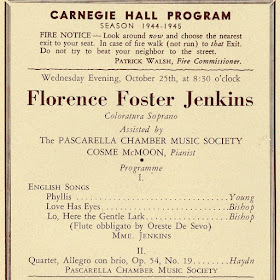 CARNEGIE HALL PROGRAM
SEASON 1944-1945
FIRE NOTICE — Look around now and choose the nearest
exit to your seat. In case of fire walk (not run) to that Exit.
Do not try to beat your neighbor to the street.
PATRICK WALSH, Fire Commissioner.
Wednesday Evening, October 25th, at 8:30 o'clock
Florence Foster Jenkins
Coloratura Soprano
Assisted by
The PASCARELLA CHAMBER MUSIC SOCIETY
COSME McMOON, Pianist
Programme
I.
ENGLISH SONGS
Phyllis Young
Love Has Eyes Bishop
Lo, Here the Gentle Lark Bishop
(Flute obbligato by Oreste De Sevo)
MME. JENKINS
II.
Quartet, Allegro con brio, Op. 54, No. 19 Haydn
PASCARELLA CHAMBER MUSIC SOCIETY